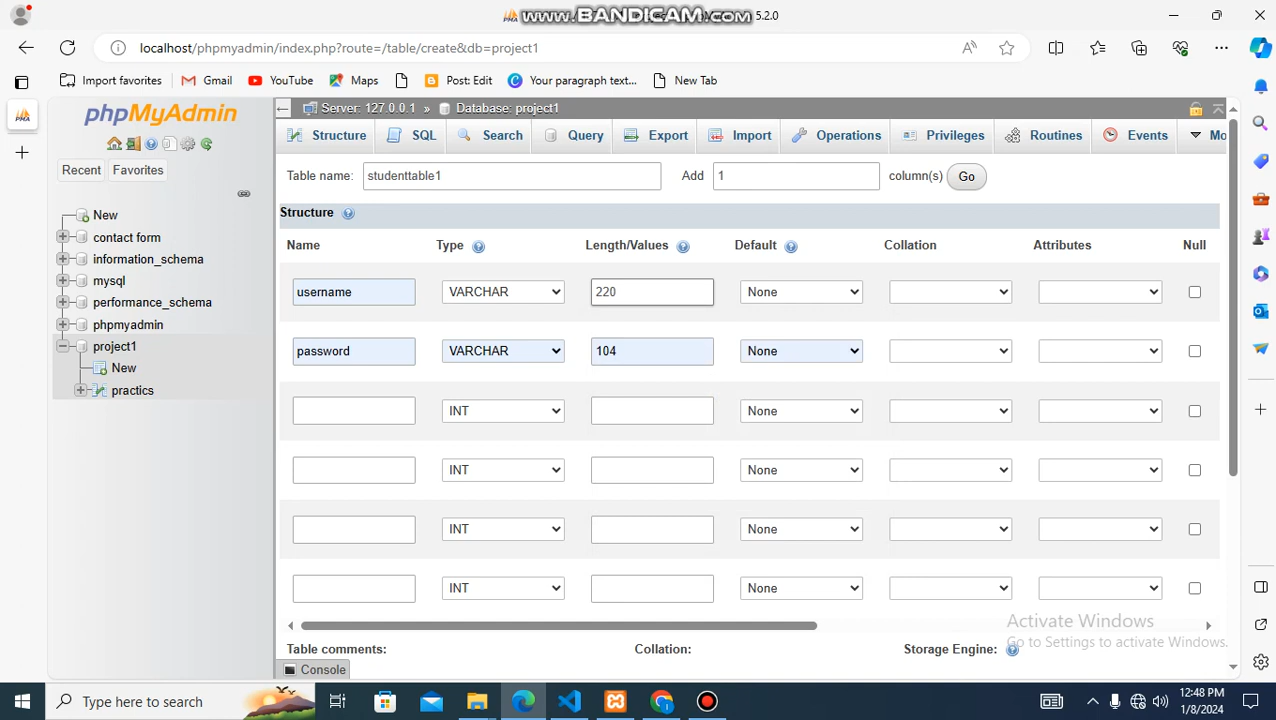 www.BANDICAM.com 5.2.0
localhost/phpmyadmin/index.php?route=/table/create&db=project1
Import favorites Gmail YouTube Maps Post: Edit Your paragraph text... New Tab
phpMyAdmin
Server: 127.0.0.1 » Database: project1
Structure SQL Search Query Export Import Operations Privileges Routines Events Mo
Recent Favorites
Table name: studenttable1 Add 1 column(s) Go
Structure
Name Type Length/Values Default Collation Attributes Null
New
contact form
information_schema
mysql
performance_schema
phpmyadmin
project1
New
practics
username VARCHAR 220 None
password VARCHAR 104 None
INT None
INT None
INT None
INT None
Activate Windows
Go to Settings to activate Windows.
Table comments: Collation: Storage Engine:
Console
Type here to search
12:48 PM
1/8/2024